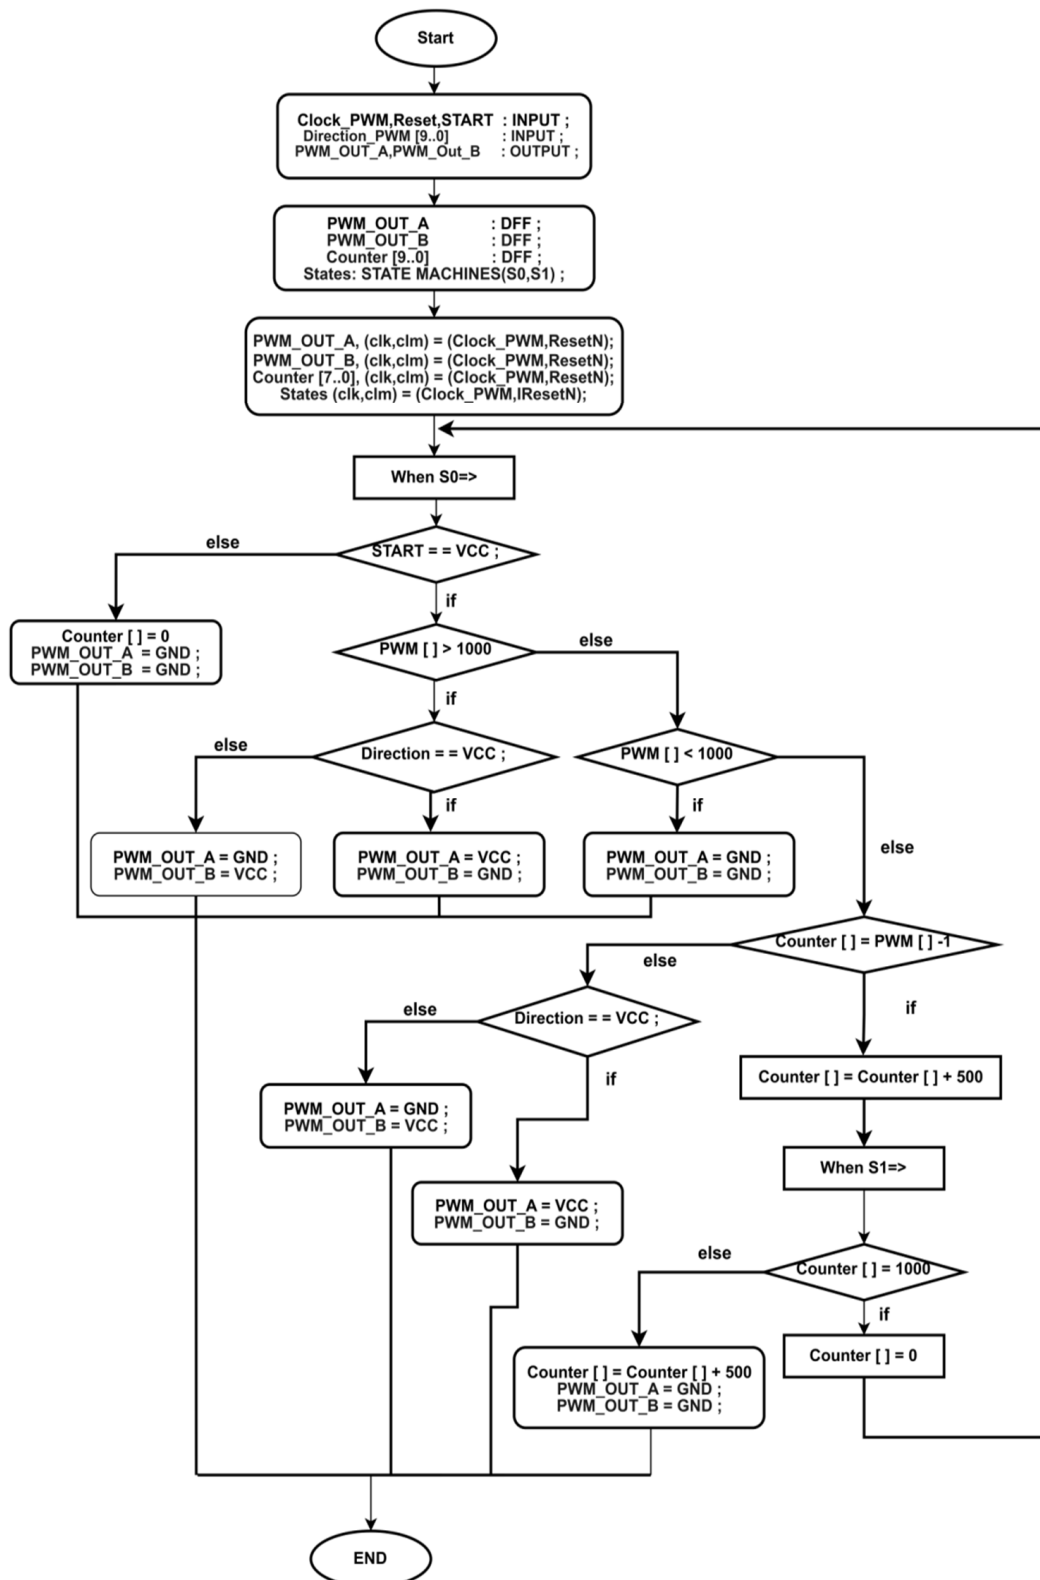 Start
Clock_PWM,Reset,START : INPUT ;
Direction_PWM [9..0] : INPUT ;
PWM_OUT_A,PWM_Out_B : OUTPUT ;
PWM_OUT_A : DFF ;
PWM_OUT_B : DFF ;
Counter [9..0] : DFF ;
States: STATE MACHINES(S0,S1) ;
PWM_OUT_A, (clk,clm) = (Clock_PWM,ResetN);
PWM_OUT_B, (clk,clm) = (Clock_PWM,ResetN);
Counter [7..0], (clk,clm) = (Clock_PWM,ResetN);
States (clk,clm) = (Clock_PWM,IResetN);
When S0=>
else
START = = VCC ;
if
Counter [ ] = 0
PWM_OUT_A = GND ;
PWM_OUT_B = GND ;
PWM [ ] > 1000
else
if
else
Direction = = VCC ;
PWM [ ] < 1000
if
if
else
PWM_OUT_A = GND ;
PWM_OUT_B = VCC ;
PWM_OUT_A = VCC ;
PWM_OUT_B = GND ;
PWM_OUT_A = GND ;
PWM_OUT_B = GND ;
Counter [ ] = PWM [ ] -1
else
if
else
Direction = = VCC ;
if
Counter [ ] = Counter [ ] + 500
PWM_OUT_A = GND ;
PWM_OUT_B = VCC ;
When S1=>
PWM_OUT_A = VCC ;
PWM_OUT_B = GND ;
else
Counter [ ] = 1000
if
Counter [ ] = 0
Counter [ ] = Counter [ ] + 500
PWM_OUT_A = GND ;
PWM_OUT_B = GND ;
END